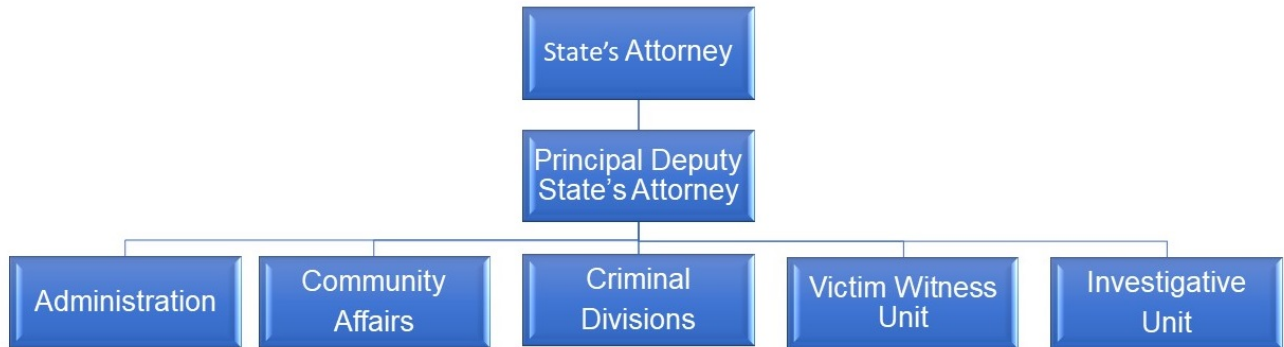 State's Attorney
Principal Deputy
State's Attorney
Administration
Community
Affairs
Criminal
Divisions
Victim Witness
Unit
Investigative
Unit